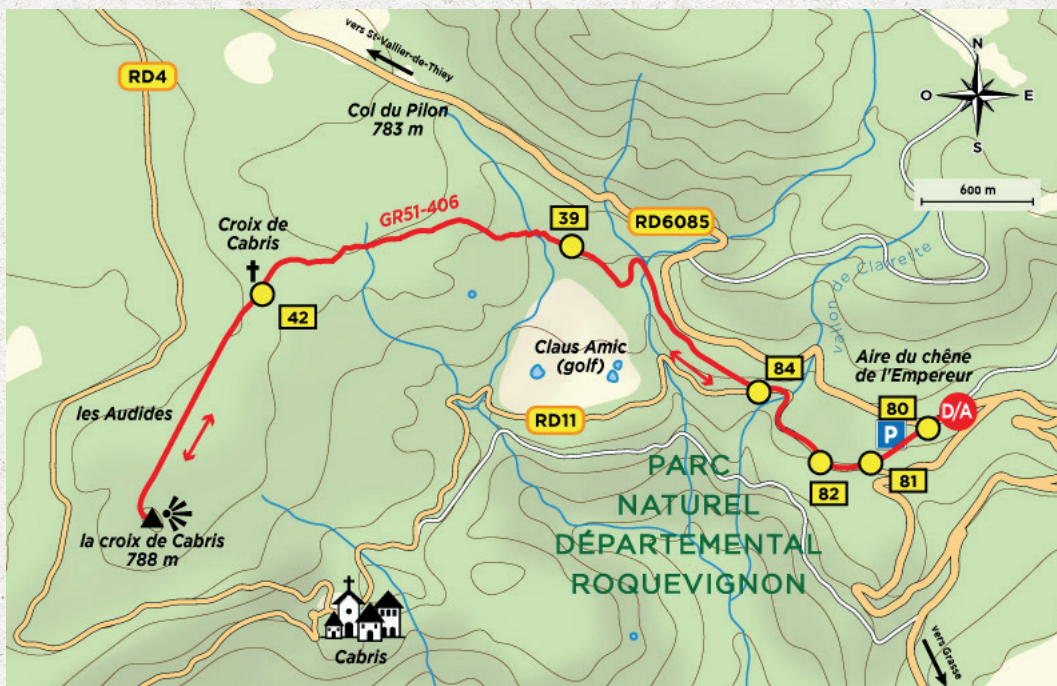 vers St-Vallier-de-Thiey
RD4
Col du Pilon
783 m
N
O
E
S
600 m
GR51-406
39
RD6085
Croix de
Cabris
42
vallon de Clairette
Claus Amic
(golf)
84
Aire du chêne
de l'Empereur
80
D/A
P
les Audides
RD11
81
82
PARC
NATUREL
DÉPARTEMENTAL
ROQUEVIGNON
la croix de Cabris
788 m
Cabris
vers Grasse